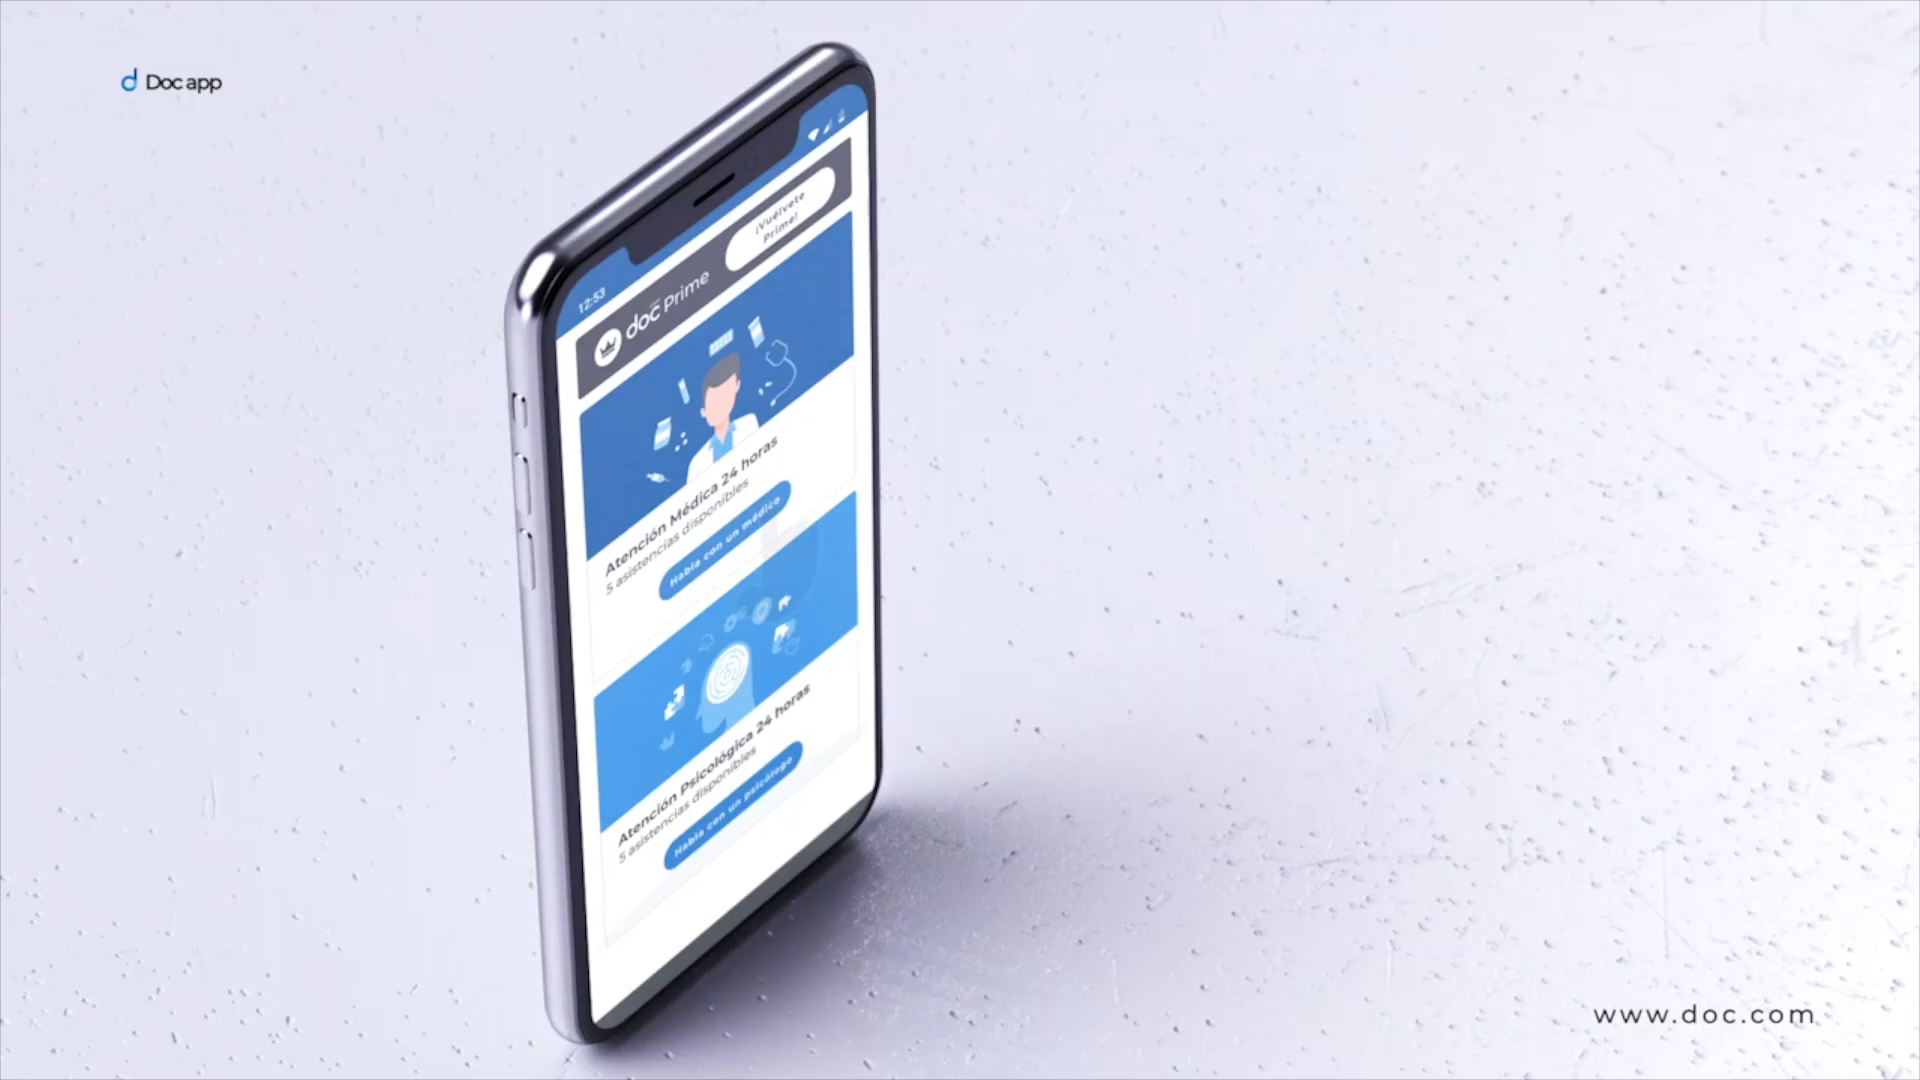 Doc app
12:53
doc Prime
¡Vuélvete
Prime!
Atención Médica 24 horas
5 asistencias disponibles
Habla con un médico
Atención Psicológica 24 horas
5 asistencias disponibles
Habla con un psicólogo
www.doc.com